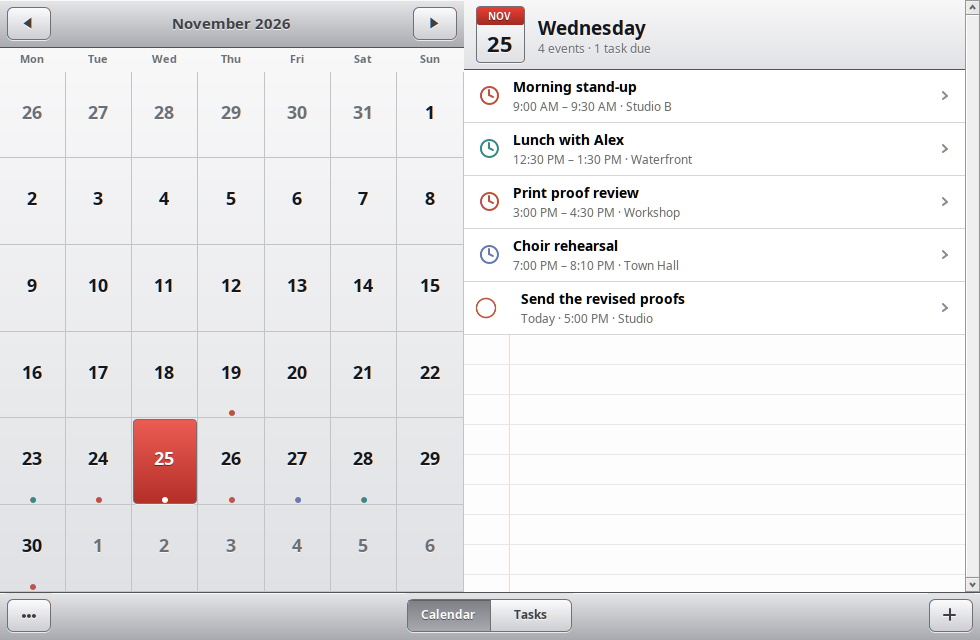 ◀ November 2026 ▶
Mon Tue Wed Thu Fri Sat Sun
26 27 28 29 30 31 1
2 3 4 5 6 7 8
9 10 11 12 13 14 15
16 17 18 19 20 21 22
23 24 25 26 27 28 29
30 1 2 3 4 5 6
••• Calendar Tasks +
NOV
25
Wednesday
4 events · 1 task due
Morning stand-up
9:00 AM – 9:30 AM · Studio B
Lunch with Alex
12:30 PM – 1:30 PM · Waterfront
Print proof review
3:00 PM – 4:30 PM · Workshop
Choir rehearsal
7:00 PM – 8:10 PM · Town Hall
Send the revised proofs
Today · 5:00 PM · Studio